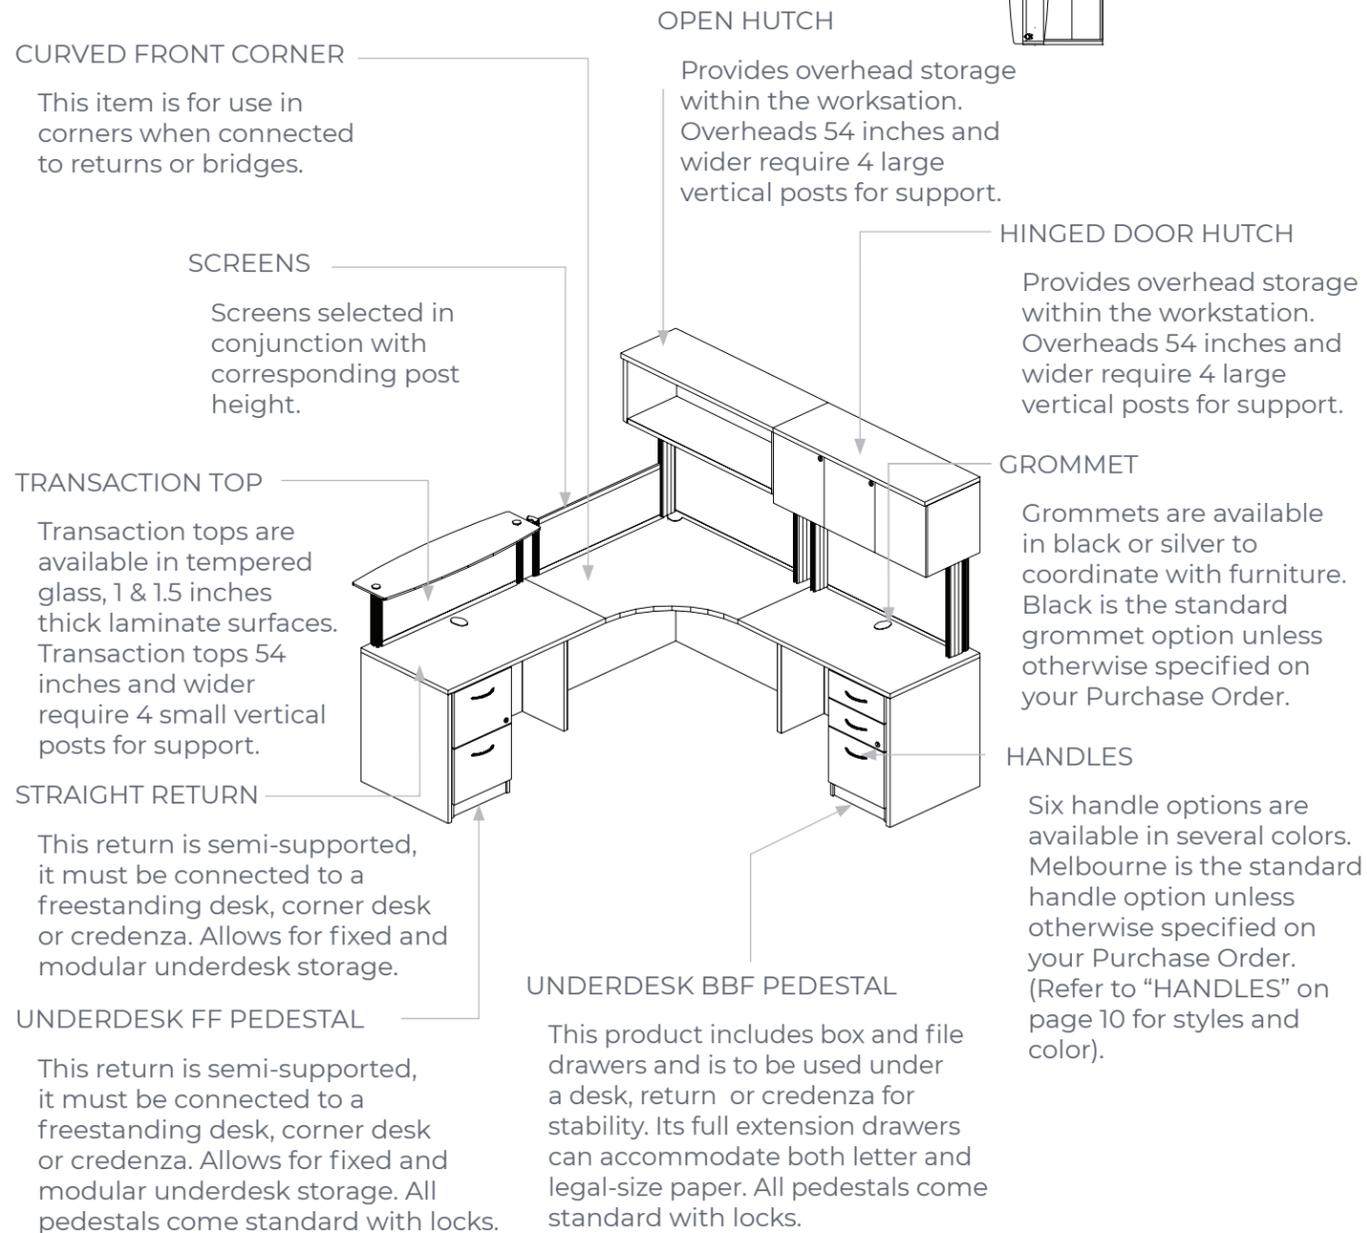 OPEN HUTCH
Provides overhead storage
within the worksation.
Overheads 54 inches and
wider require 4 large
vertical posts for support.
CURVED FRONT CORNER
This item is for use in
corners when connected
to returns or bridges.
HINGED DOOR HUTCH
Provides overhead storage
within the workstation.
Overheads 54 inches and
wider require 4 large
vertical posts for support.
SCREENS
Screens selected in
conjunction with
corresponding post
height.
GROMMET
Grommets are available
in black or silver to
coordinate with furniture.
Black is the standard
grommet option unless
otherwise specified on
your Purchase Order.
TRANSACTION TOP
Transaction tops are
available in tempered
glass, 1 & 1.5 inches
thick laminate surfaces.
Transaction tops 54
inches and wider
require 4 small vertical
posts for support.
HANDLES
Six handle options are
available in several colors.
Melbourne is the standard
handle option unless
otherwise specified on
your Purchase Order.
(Refer to “HANDLES” on
page 10 for styles and
color).
STRAIGHT RETURN
This return is semi-supported,
it must be connected to a
freestanding desk, corner desk
or credenza. Allows for fixed and
modular underdesk storage.
UNDERDESK FF PEDESTAL
This return is semi-supported,
it must be connected to a
freestanding desk, corner desk
or credenza. Allows for fixed and
modular underdesk storage. All
pedestals come standard with locks.
UNDERDESK BBF PEDESTAL
This product includes box and file
drawers and is to be used under
a desk, return  or credenza for
stability. Its full extension drawers
can accommodate both letter and
legal-size paper. All pedestals come
standard with locks.